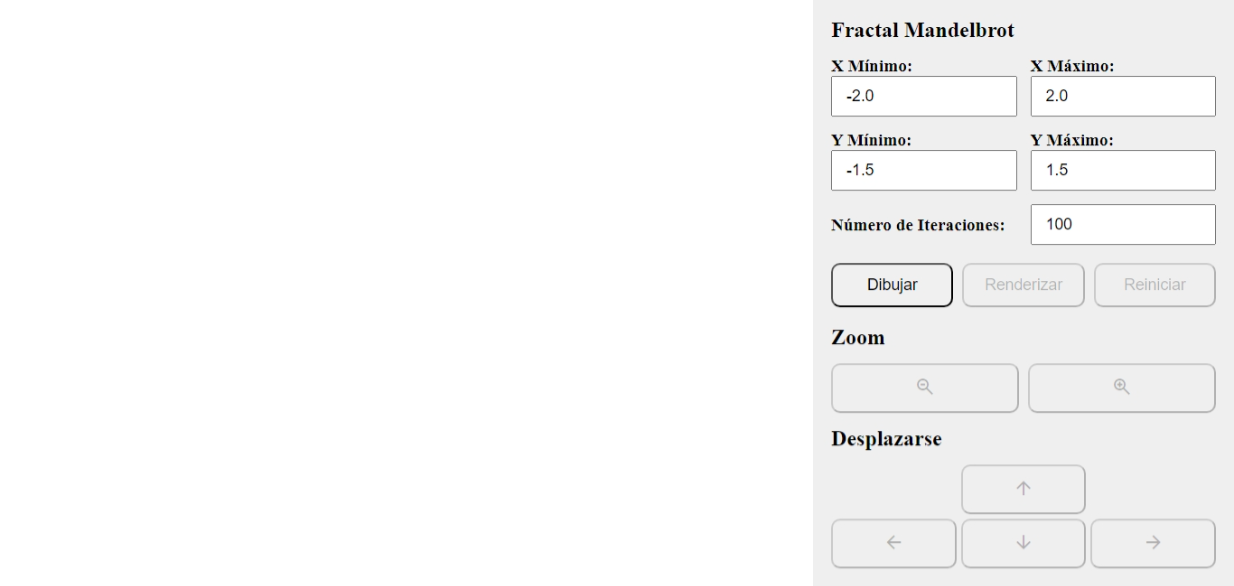 Fractal Mandelbrot
X Mínimo: X Máximo:
-2.0 2.0
Y Mínimo: Y Máximo:
-1.5 1.5
Número de Iteraciones: 100
Dibujar Renderizar Reiniciar
Zoom
Desplazarse